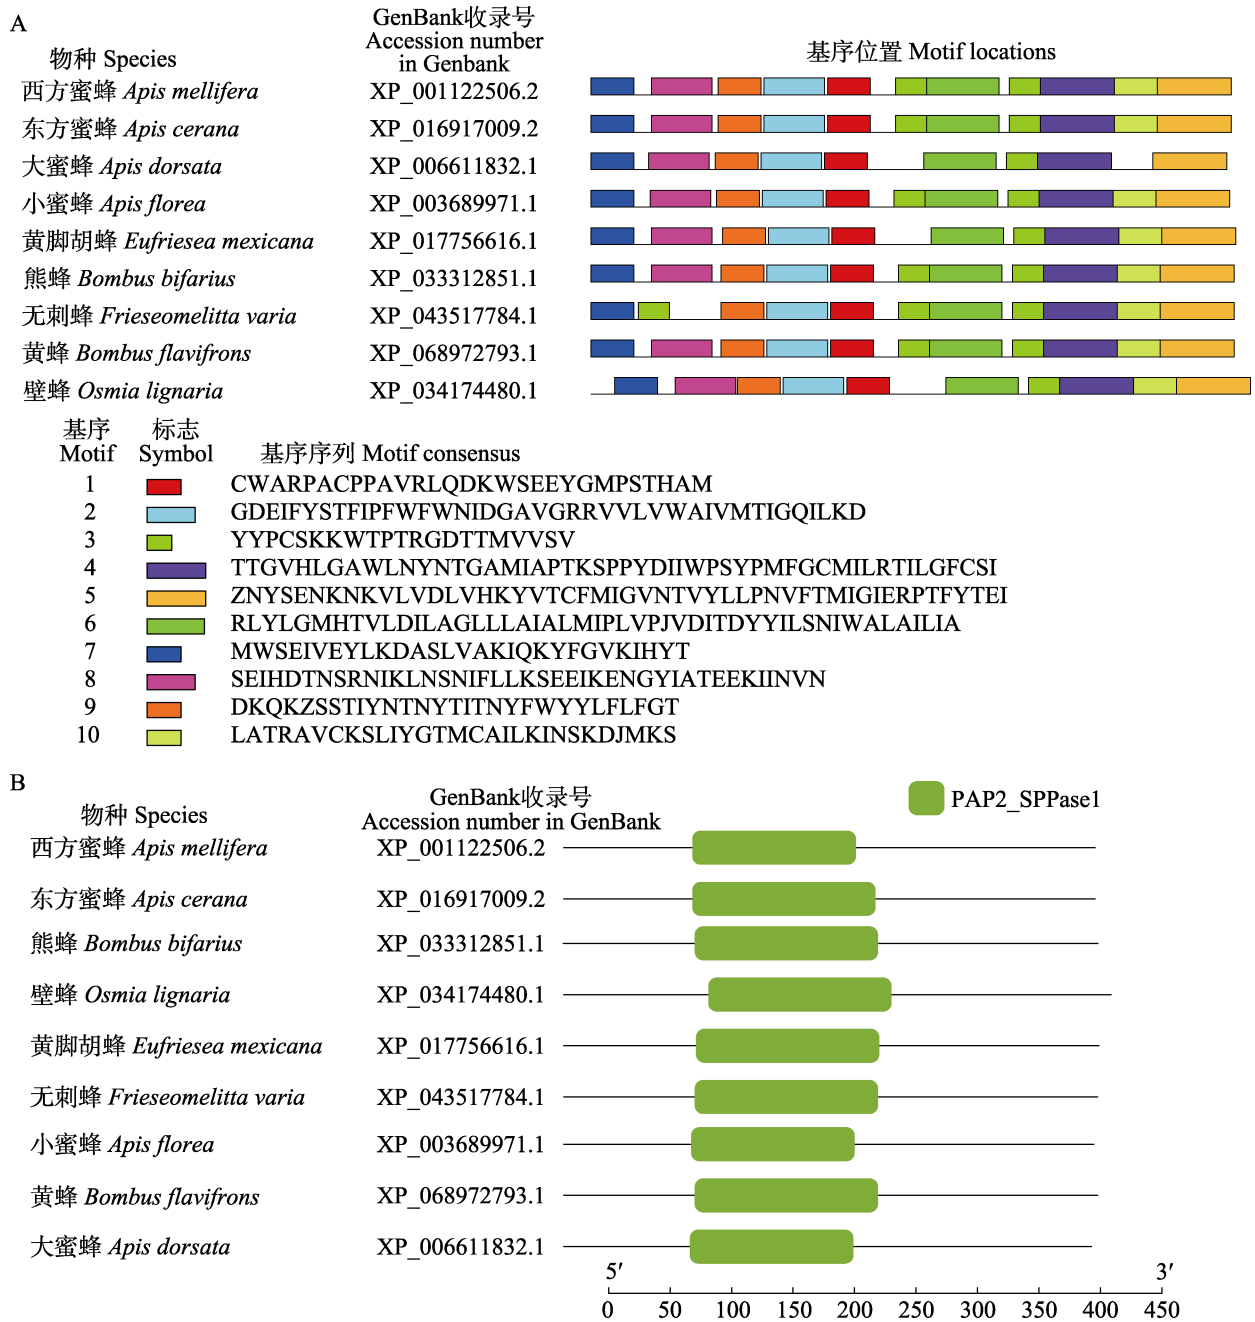 A
物种 Species
GenBank收录号
Accession number
in Genbank
基序位置 Motif locations
西方蜜蜂 Apis mellifera XP_001122506.2
东方蜜蜂 Apis cerana XP_016917009.2
大蜜蜂 Apis dorsata XP_006611832.1
小蜜蜂 Apis florea XP_003689971.1
黄脚胡蜂 Eufriesea mexicana XP_017756616.1
熊蜂 Bombus bifarius XP_033312851.1
无刺蜂 Frieseomelitta varia XP_043517784.1
黄蜂 Bombus flavifrons XP_068972793.1
壁蜂 Osmia lignaria XP_034174480.1
基序 标志
Motif Symbol 基序序列 Motif consensus
1 CWARPACPPAVRLQDKWSEEYGMPSTHAM
2 GDEIFYSTFIPFWFWNIDGAVGRRVVLVWAIVMTIGQILKD
3 YYPCSKKWTPTRGDTTMVVSV
4 TTGVHLGAWLNYNTGAMIAPTKSPPYDIIWPSYPMFGCMILRTILGFCSI
5 ZNYSENKNKVLVDLVHKYVTCFMIGVNTVYLLPNVFTMIGIERPTFYTEI
6 RLYLGMHTVLDILAGLLLAIALMIPLVPJVDITDYYILSNIWALAILIA
7 MWSEIVEYLKDASLVAKIQKYFGVKIHYT
8 SEIHDTNSRNIKLNSNIFLLKSEEIKENGYIATEEKIINVN
9 DKQKZSSTIYNTNYTITNYFWYYLFLFGT
10 LATRAVCKSLIYGTMCAILKINSKDJMKS
B
物种 Species
GenBank收录号
Accession number in GenBank
PAP2_SPPase1
西方蜜蜂 Apis mellifera XP_001122506.2
东方蜜蜂 Apis cerana XP_016917009.2
熊蜂 Bombus bifarius XP_033312851.1
壁蜂 Osmia lignaria XP_034174480.1
黄脚胡蜂 Eufriesea mexicana XP_017756616.1
无刺蜂 Frieseomelitta varia XP_043517784.1
小蜜蜂 Apis florea XP_003689971.1
黄蜂 Bombus flavifrons XP_068972793.1
大蜜蜂 Apis dorsata XP_006611832.1
5′ 3′
0 50 100 150 200 250 300 350 400 450